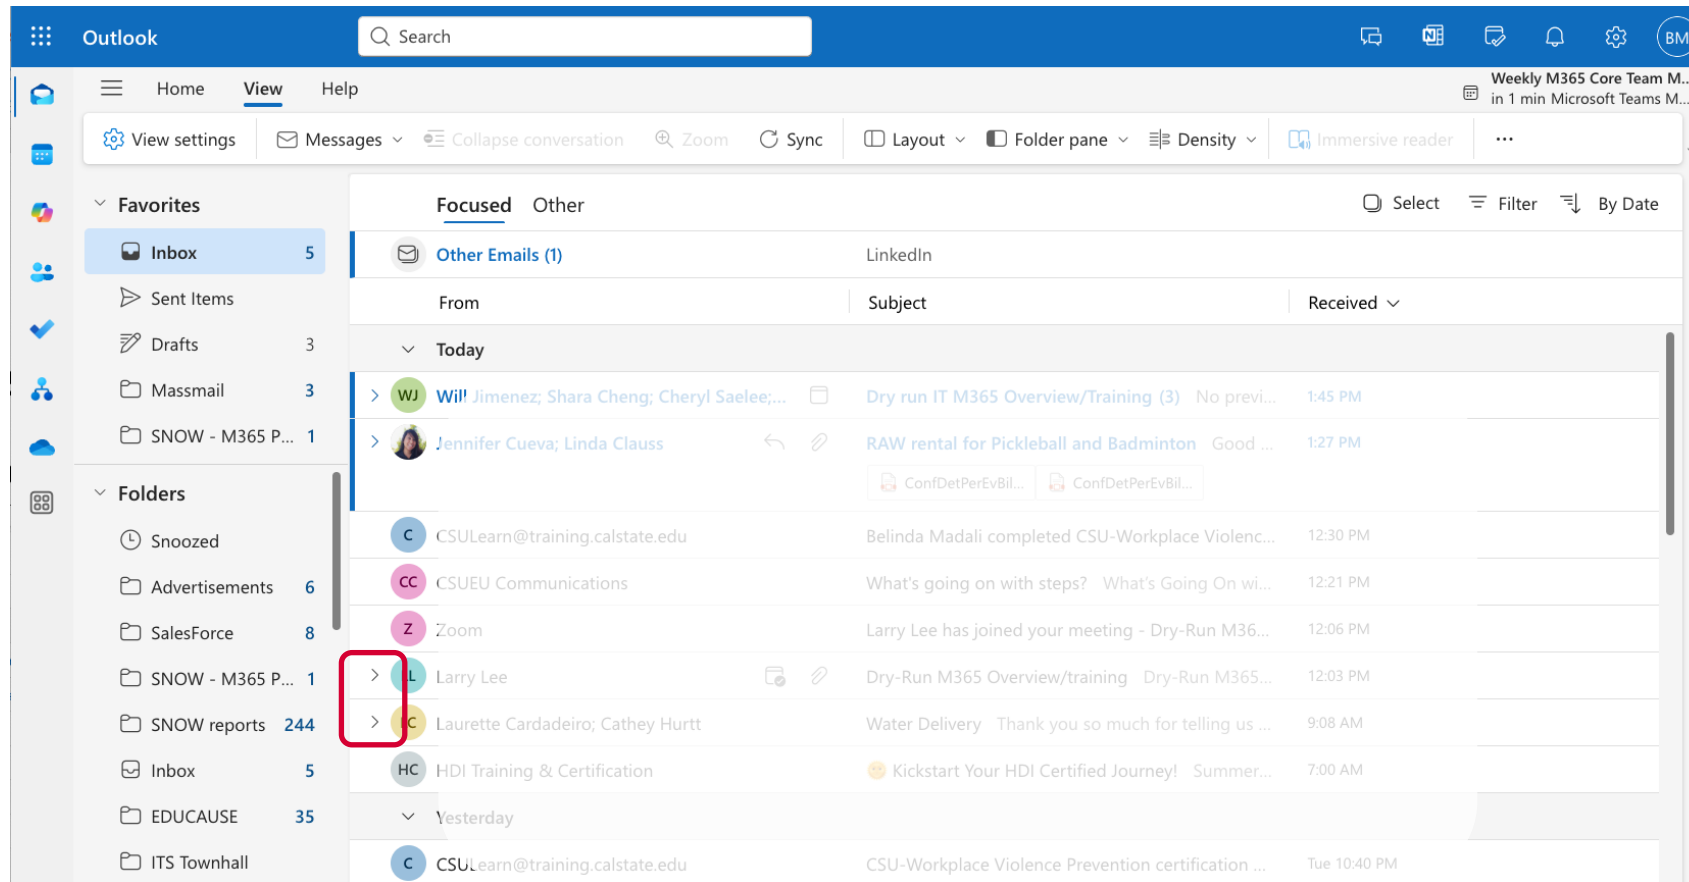 Outlook
Search
BM
Home View Help
Weekly M365 Core Team M...
in 1 min Microsoft Teams M...
View settings Messages Collapse conversation Zoom Sync Layout Folder pane Density Immersive reader ...
Favorites
Inbox 5
Sent Items
Drafts 3
Massmail 3
SNOW - M365 P... 1
Folders
Snoozed
Advertisements 6
SalesForce 8
SNOW - M365 P... 1
SNOW reports 244
Inbox 5
EDUCAUSE 35
ITS Townhall
Focused Other Select Filter By Date
Other Emails (1) LinkedIn
From Subject Received
Today
WJ Will Jimenez; Shara Cheng; Cheryl Saelee;... Dry run IT M365 Overview/Training (3) No previ... 1:45 PM
Jennifer Cueva; Linda Clauss RAW rental for Pickleball and Badminton Good ... 1:27 PM
ConfDetPerEvBil... ConfDetPerEvBil...
C CSULearn@training.calstate.edu Belinda Madali completed CSU-Workplace Violenc... 12:30 PM
CC CSUEU Communications What's going on with steps? What's Going On wi... 12:21 PM
Z Zoom Larry Lee has joined your meeting - Dry-Run M36... 12:06 PM
LL Larry Lee Dry-Run M365 Overview/training Dry-Run M365... 12:03 PM
Laurette Cardadeiro; Cathey Hurtt Water Delivery Thank you so much for telling us ... 9:08 AM
HC HDI Training & Certification Kickstart Your HDI Certified Journey! Summer... 7:00 AM
Yesterday
C CSULearn@training.calstate.edu CSU-Workplace Violence Prevention certification ... Tue 10:40 PM